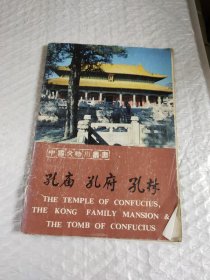 中國文物小叢書
孔庙 孔府 孔林
THE TEMPLE OF CONFUCIUS,
THE KONG FAMILY MANSION &
THE TOMB OF CONFUCIUS